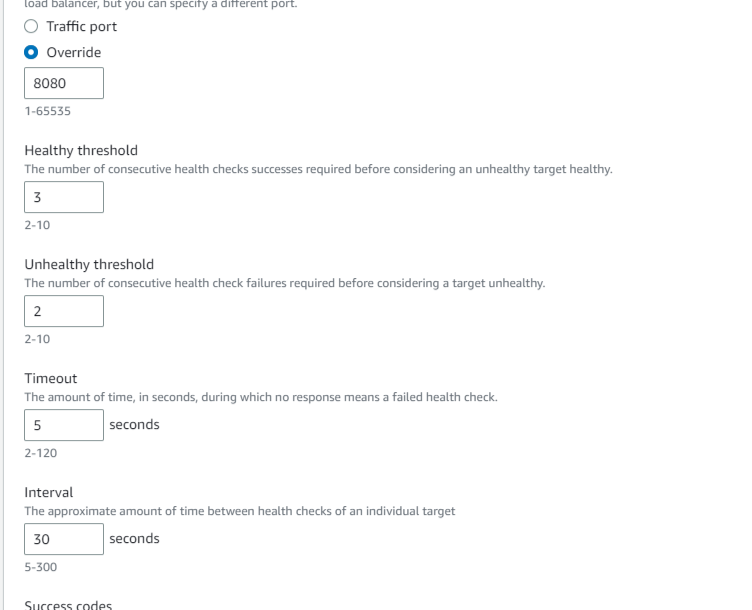 load balancer, but you can specify a different port.
Traffic port
Override
8080
1-65535
Healthy threshold
The number of consecutive health checks successes required before considering an unhealthy target healthy.
3
2-10
Unhealthy threshold
The number of consecutive health check failures required before considering a target unhealthy.
2
2-10
Timeout
The amount of time, in seconds, during which no response means a failed health check.
5 seconds
2-120
Interval
The approximate amount of time between health checks of an individual target
30 seconds
5-300
Success codes